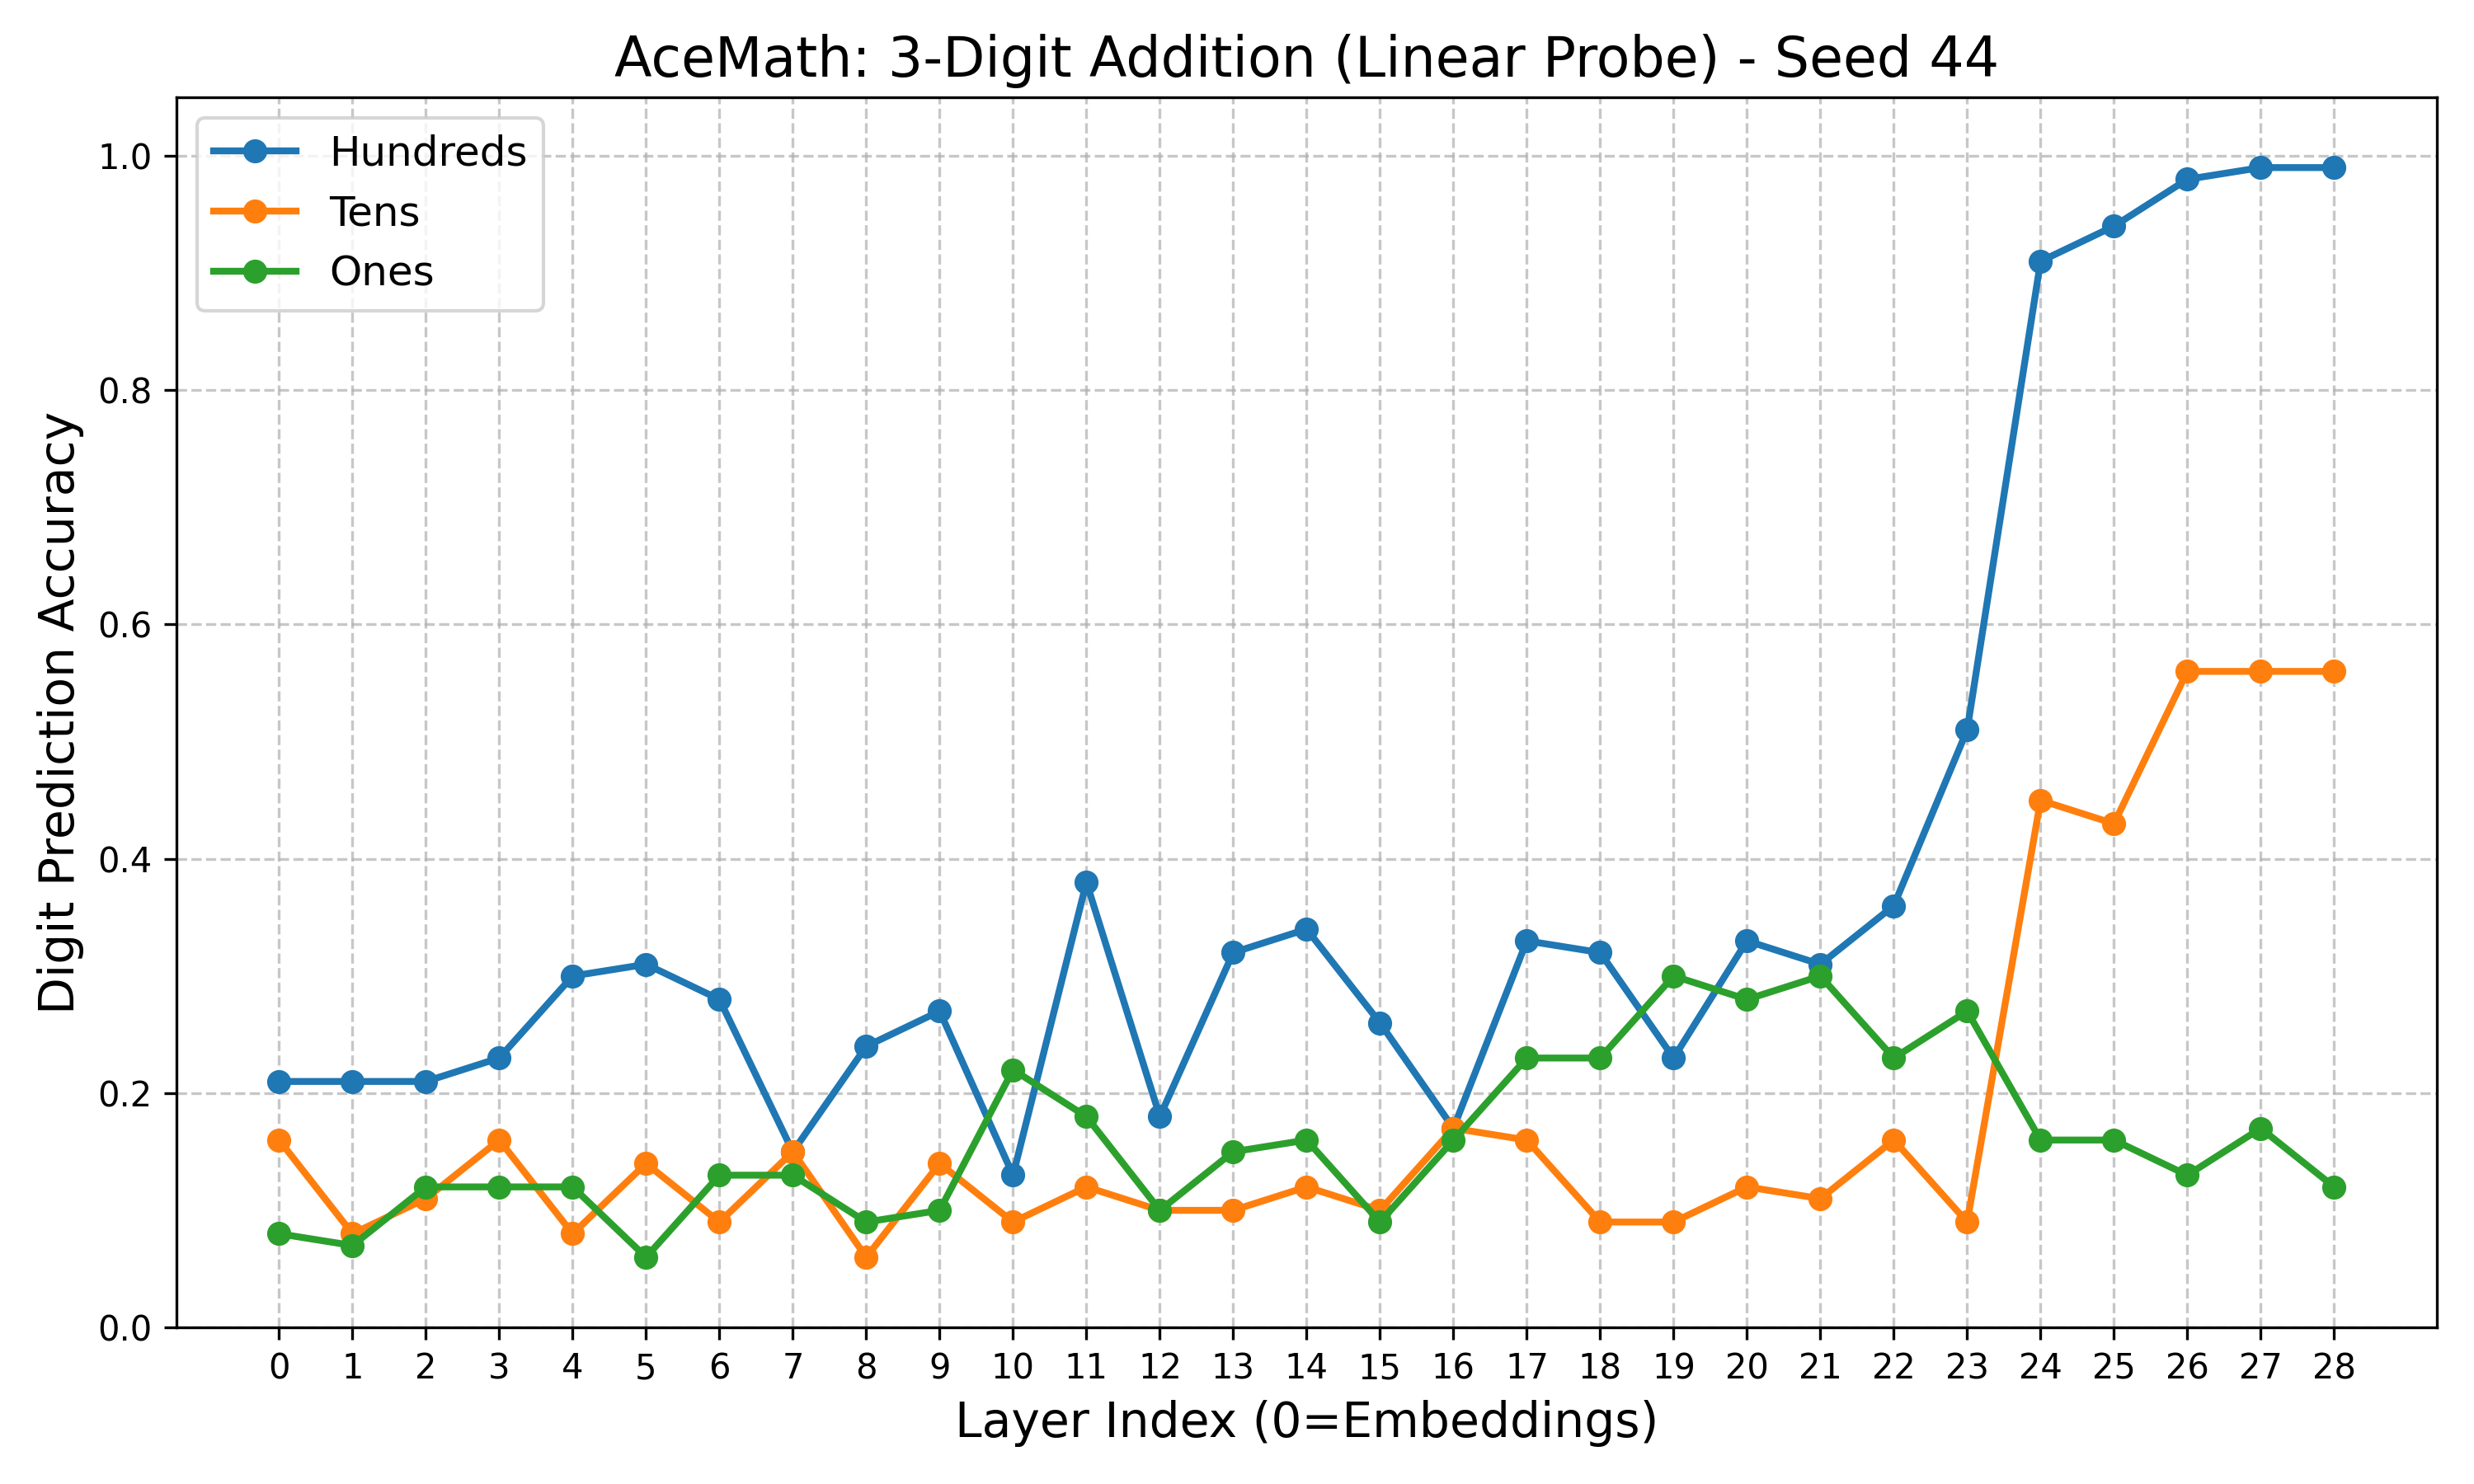 AceMath: 3-Digit Addition (Linear Probe) - Seed 44
Hundreds
Tens
Ones
Digit Prediction Accuracy
1.0
0.8
0.6
0.4
0.2
0.0
0 1 2 3 4 5 6 7 8 9 10 11 12 13 14 15 16 17 18 19 20 21 22 23 24 25 26 27 28
Layer Index (0=Embeddings)